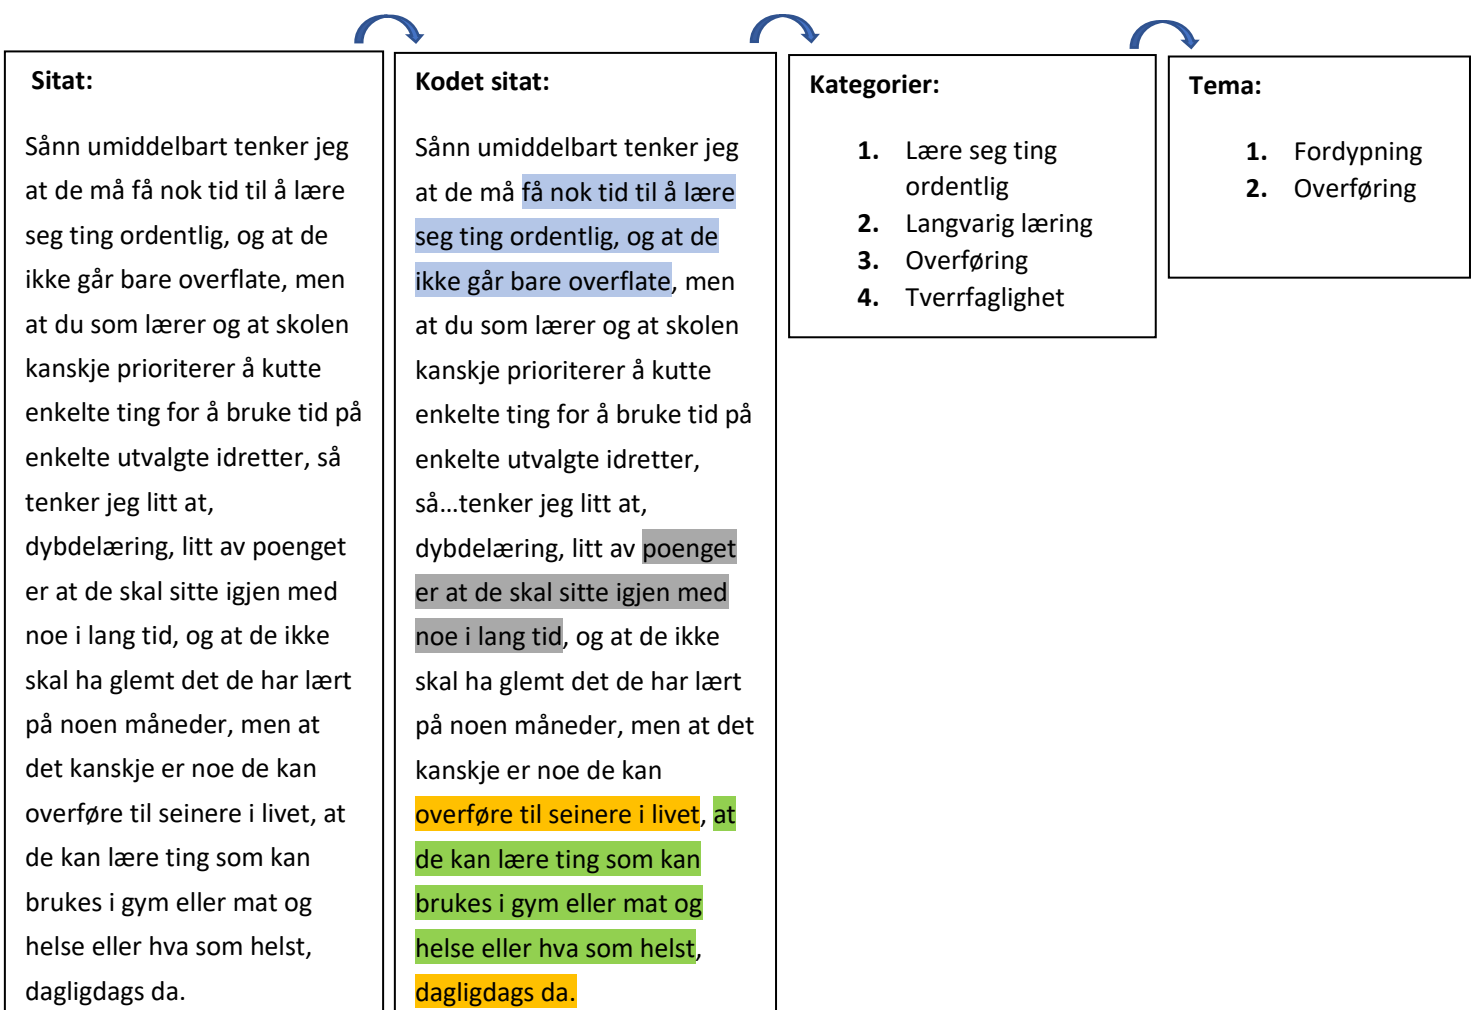 Sitat:
Sånn umiddelbart tenker jeg
at de må få nok tid til å lære
seg ting ordentlig, og at de
ikke går bare overflate, men
at du som lærer og at skolen
kanskje prioriterer å kutte
enkelte ting for å bruke tid på
enkelte utvalgte idretter, så
tenker jeg litt at,
dybdelæring, litt av poenget
er at de skal sitte igjen med
noe i lang tid, og at de ikke
skal ha glemt det de har lært
på noen måneder, men at
det kanskje er noe de kan
overføre til seinere i livet, at
de kan lære ting som kan
brukes i gym eller mat og
helse eller hva som helst,
dagligdags da.
Kodet sitat:
Sånn umiddelbart tenker jeg
at de må få nok tid til å lære
seg ting ordentlig, og at de
ikke går bare overflate, men
at du som lærer og at skolen
kanskje prioriterer å kutte
enkelte ting for å bruke tid på
enkelte utvalgte idretter,
så…tenker jeg litt at,
dybdelæring, litt av poenget
er at de skal sitte igjen med
noe i lang tid, og at de ikke
skal ha glemt det de har lært
på noen måneder, men at det
kanskje er noe de kan
overføre til seinere i livet, at
de kan lære ting som kan
brukes i gym eller mat og
helse eller hva som helst,
dagligdags da.
Kategorier:
1. Lære seg ting
ordentlig
2. Langvarig læring
3. Overføring
4. Tverrfaglighet
Tema:
1. Fordypning
2. Overføring